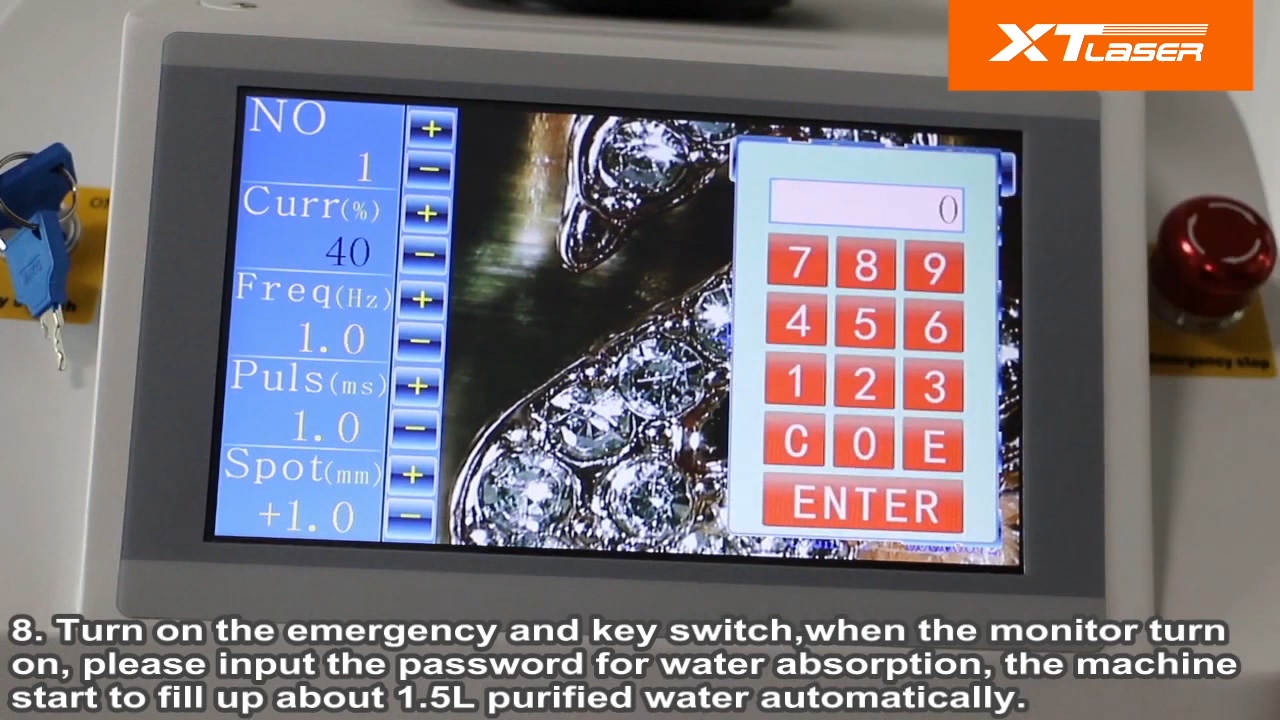 XTLASER
NO
1
Curr(%)
40
Freq(Hz)
1.0
Puls(ms)
1.0
Spot(mm)
+1.0
+
−
+
−
+
−
+
−
+
−
0
7 8 9
4 5 6
1 2 3
C 0 E
ENTER
Emergency stop
8. Turn on the emergency and key switch,when the monitor turn
on, please input the password for water absorption, the machine
start to fill up about 1.5L purified water automatically.